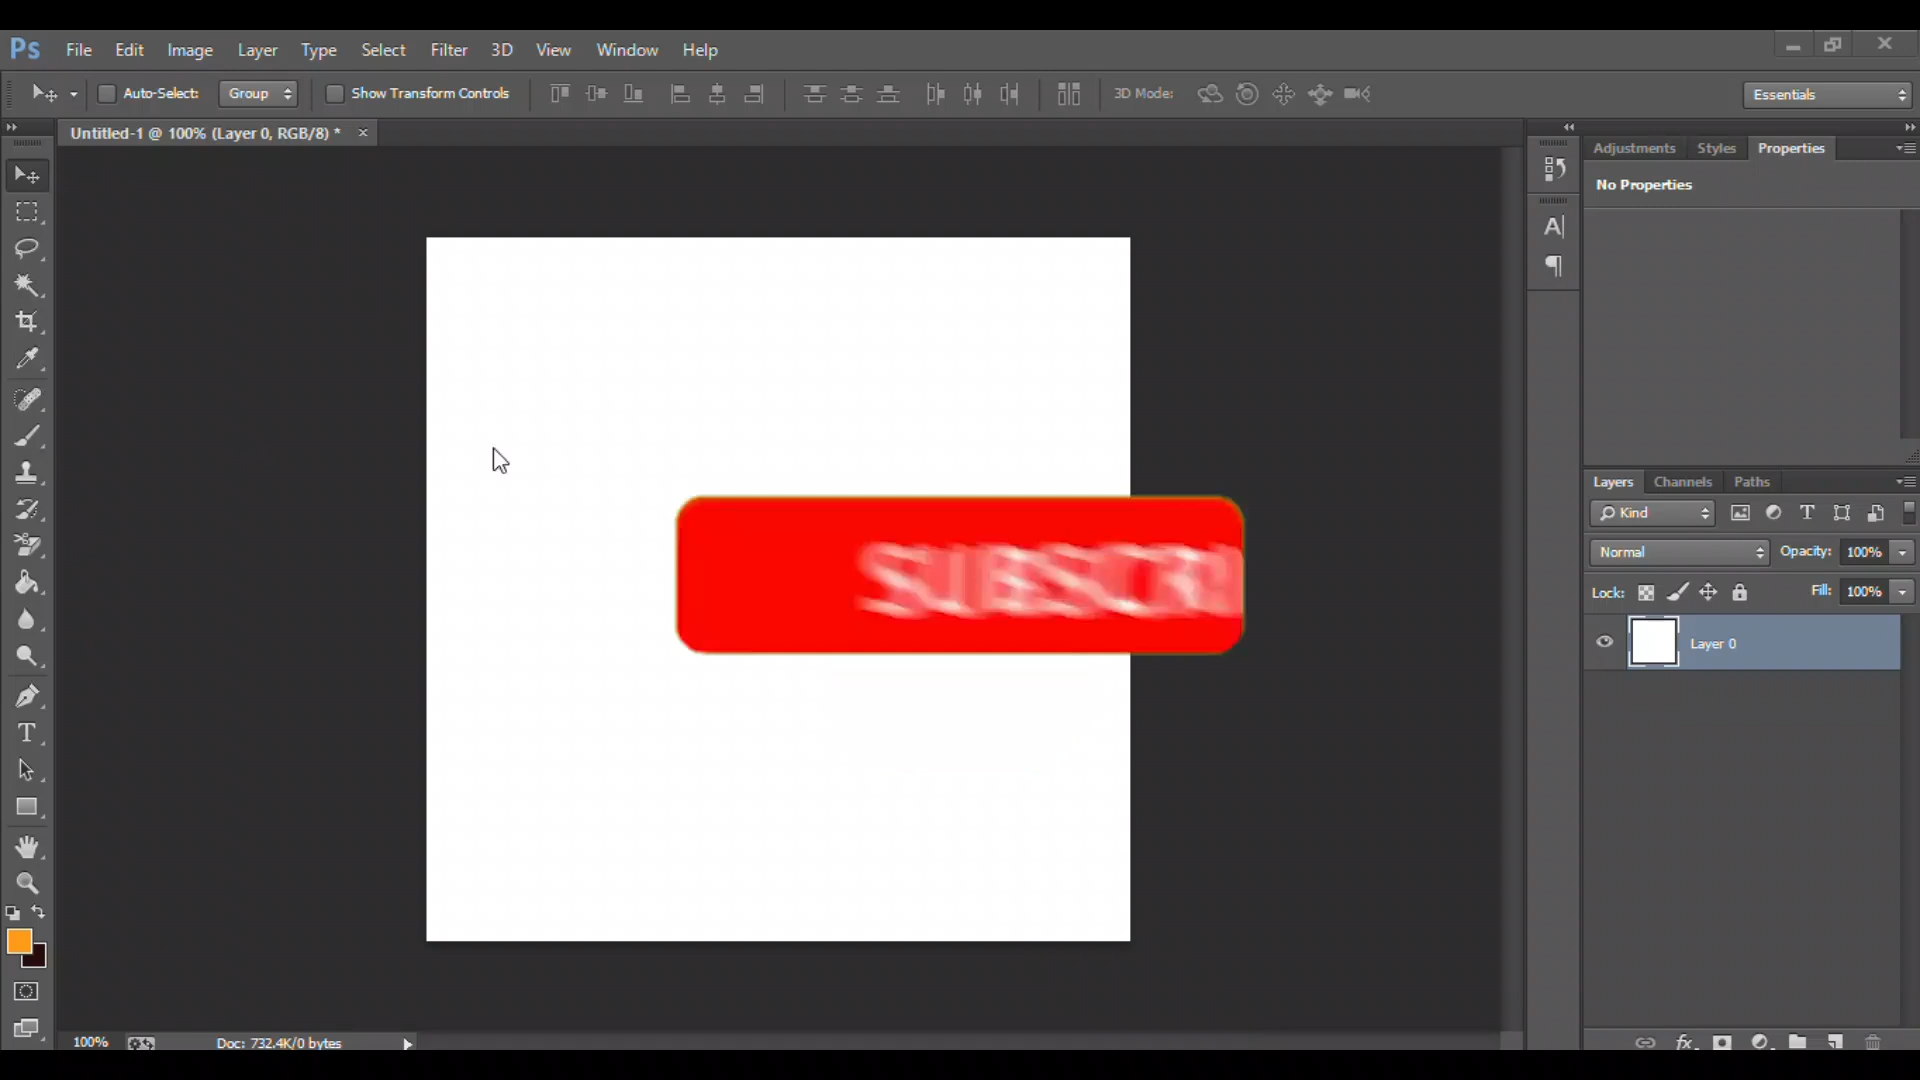 Ps File Edit Image Layer Type Select Filter 3D View Window Help
Auto-Select: Group Show Transform Controls 3D Mode: Essentials
Untitled-1 @ 100% (Layer 0, RGB/8) * ×
Adjustments Styles Properties
No Properties
SUBSCRI
Layers Channels Paths
Kind
Normal Opacity: 100%
Lock: Fill: 100%
Layer 0
100% Doc: 732.4K/0 bytes
fx